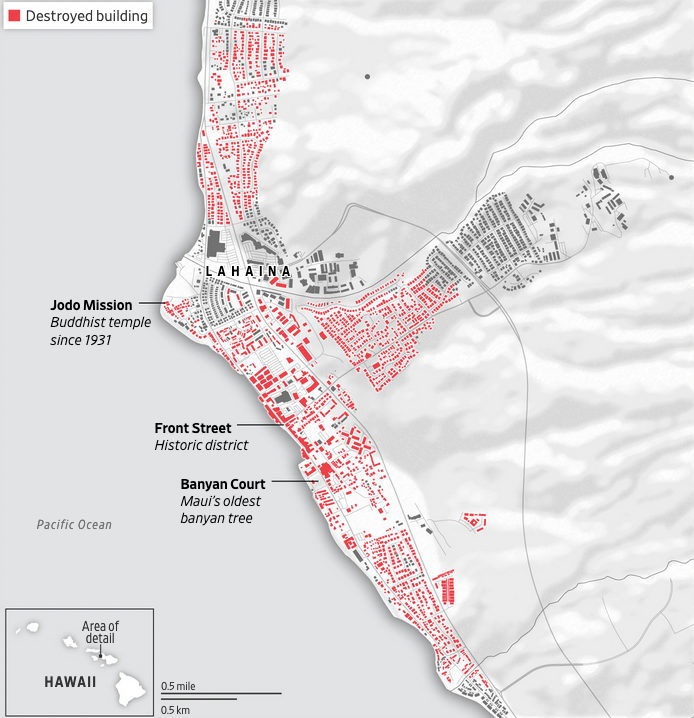 Destroyed building
LAHAINA
Jodo Mission
Buddhist temple
since 1931
Front Street
Historic district
Banyan Court
Maui's oldest
banyan tree
Pacific Ocean
Area of
detail
HAWAII
0.5 mile
0.5 km